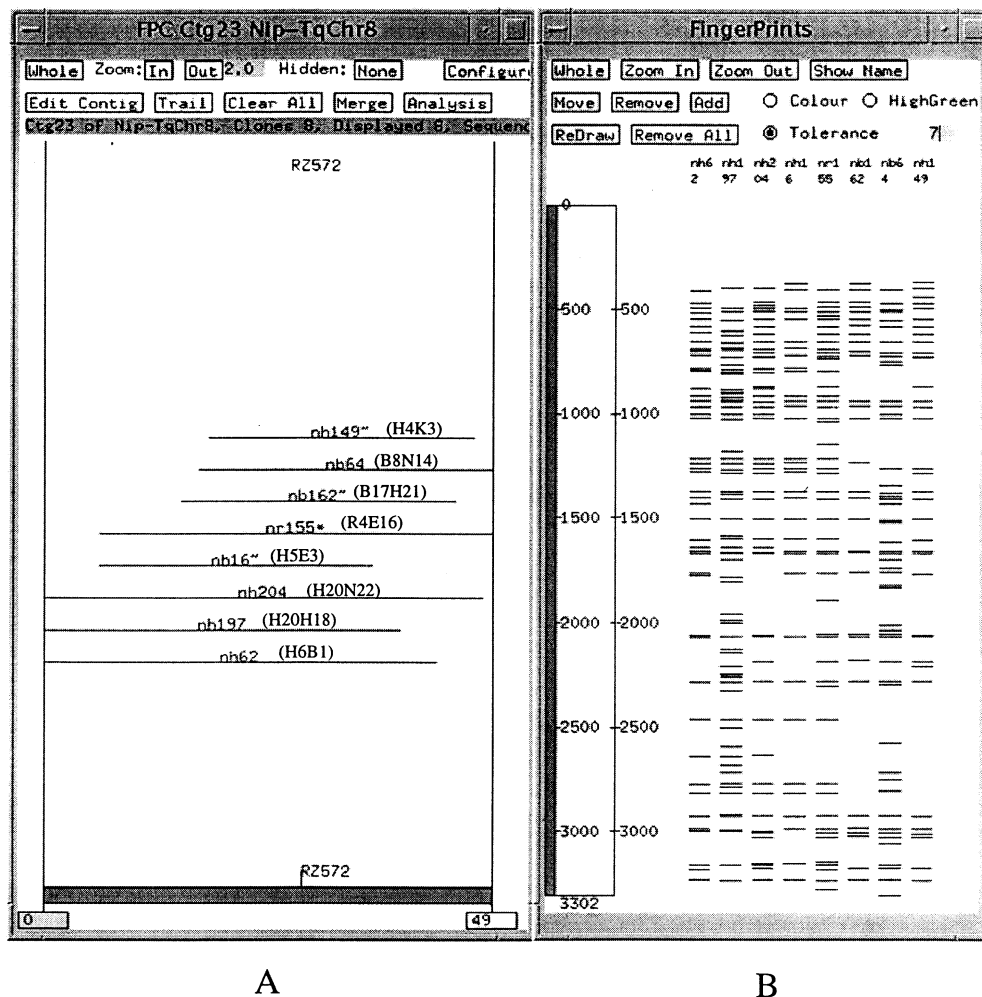 FPC Ctg23 Nip-TqChr8
Whole Zoom: In Out 2.0 Hidden: None Configure
Edit Contig Trail Clear All Merge Analysis
Ctg23 of Nip-TqChr8, Clones 8, Displayed 8, Sequenc
RZ572
nh149~ (H4K3)
nb64 (B8N14)
nb162~ (B17H21)
nr155* (R4E16)
nh16~ (H5E3)
nh204 (H20N22)
nh197 (H20H18)
nh62 (H6B1)
RZ572
0 49
A
FingerPrints
Whole Zoom In Zoom Out Show Name
Move Remove Add Colour HighGreen
ReDraw Remove All Tolerance 7
nh6 nh1 nh2 nh1 nr1 nb1 nb6 nh1
2 97 04 6 55 62 4 49
0
500 500
1000 1000
1500 1500
2000 2000
2500 2500
3000 3000
3302
B